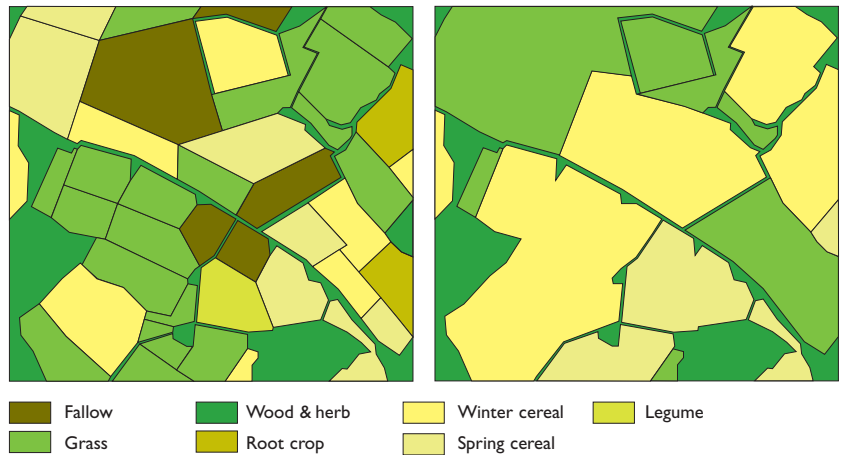 Fallow Wood & herb Winter cereal Legume
Grass Root crop Spring cereal